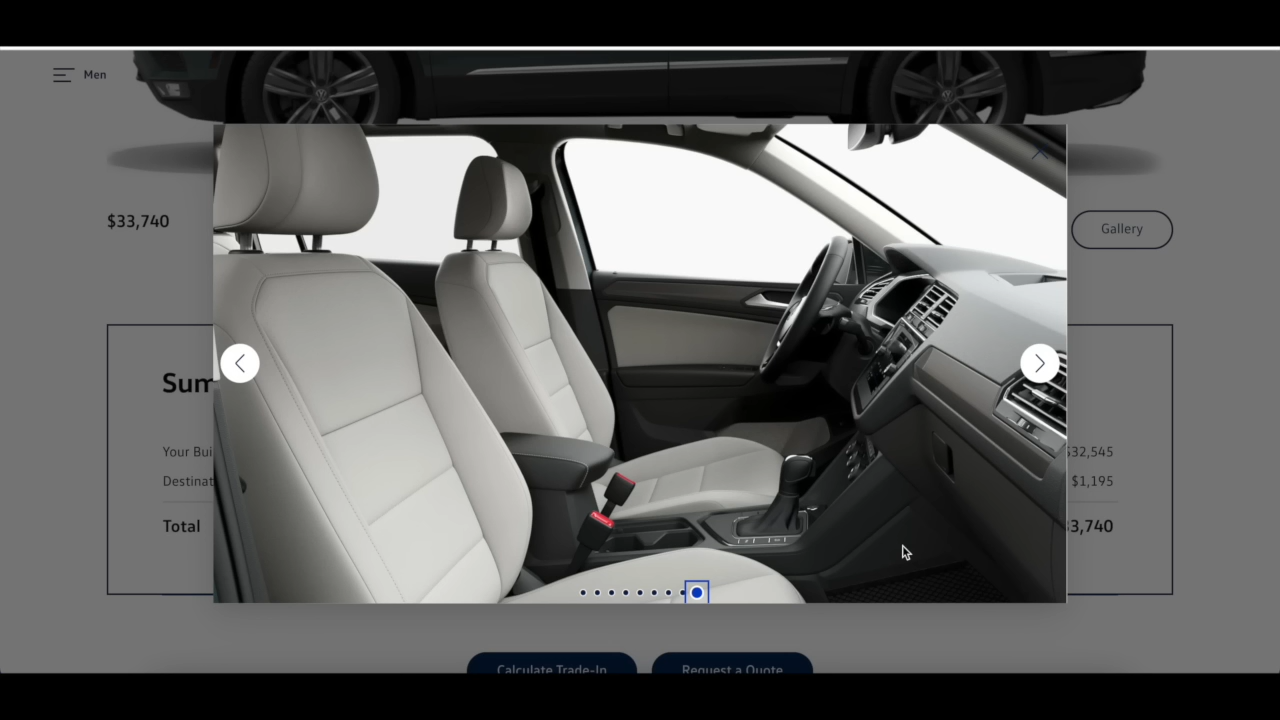 Men
$33,740
Gallery
Sum
Your Bui
$32,545
Destinat
$1,195
Total
33,740
Calculate Trade-In
Request a Quote